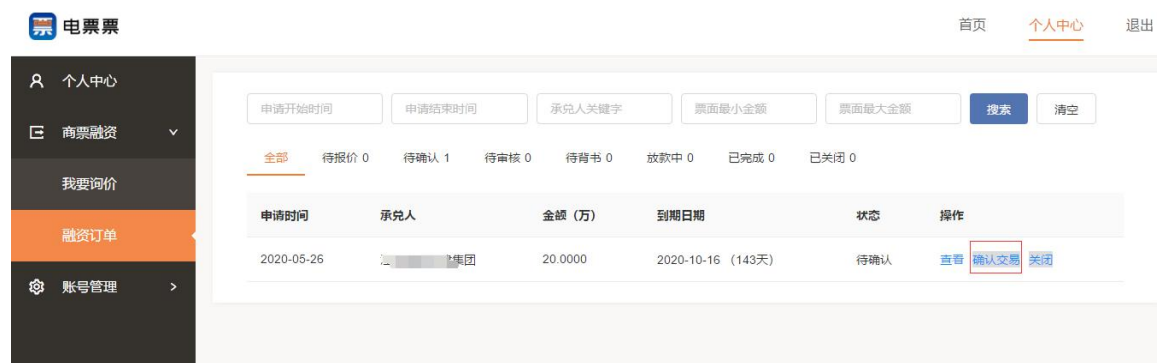 票 电票票
首页 个人中心 退出
个人中心
商票融资
我要询价
融资订单
账号管理
申请开始时间 申请结束时间 承兑人关键字 票面最小金额 票面最大金额 搜索 清空
全部 待报价 0 待确认 1 待审核 0 待背书 0 放款中 0 已完成 0 已关闭 0
申请时间 承兑人 金额（万） 到期日期 状态 操作
2020-05-26 集团 20.0000 2020-10-16 （143天） 待确认 查看 确认交易 关闭